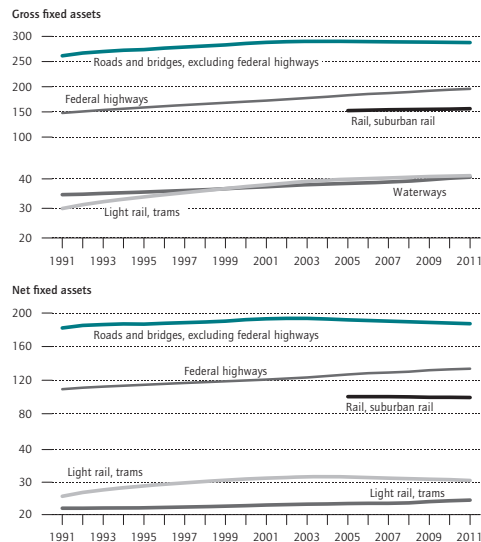 Gross fixed assets
300
Roads and bridges, excluding federal highways
250
200
Federal highways
150
Rail, suburban rail
100
40
Waterways
30
Light rail, trams
20
1991 1993 1995 1997 1999 2001 2003 2005 2007 2009 2011
Net fixed assets
200
Roads and bridges, excluding federal highways
160
Federal highways
120
Rail, suburban rail
80
40
Light rail, trams
30
Light rail, trams
20
1991 1993 1995 1997 1999 2001 2003 2005 2007 2009 2011